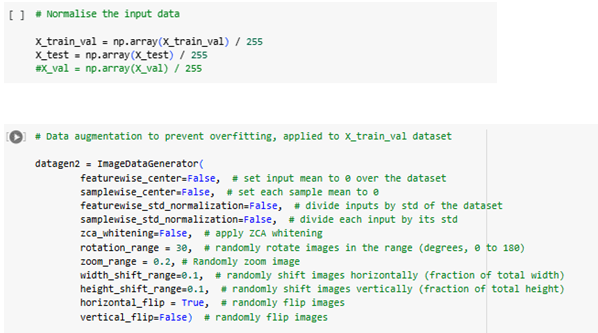 [ ] # Normalise the input data
X_train_val = np.array(X_train_val) / 255
X_test = np.array(X_test) / 255
#X_val = np.array(X_val) / 255
# Data augmentation to prevent overfitting, applied to X_train_val dataset
datagen2 = ImageDataGenerator(
featurewise_center=False,  # set input mean to 0 over the dataset
samplewise_center=False,  # set each sample mean to 0
featurewise_std_normalization=False,  # divide inputs by std of the dataset
samplewise_std_normalization=False,  # divide each input by its std
zca_whitening=False,  # apply ZCA whitening
rotation_range = 30,  # randomly rotate images in the range (degrees, 0 to 180)
zoom_range = 0.2, # Randomly zoom image
width_shift_range=0.1,  # randomly shift images horizontally (fraction of total width)
height_shift_range=0.1,  # randomly shift images vertically (fraction of total height)
horizontal_flip = True,  # randomly flip images
vertical_flip=False)  # randomly flip images